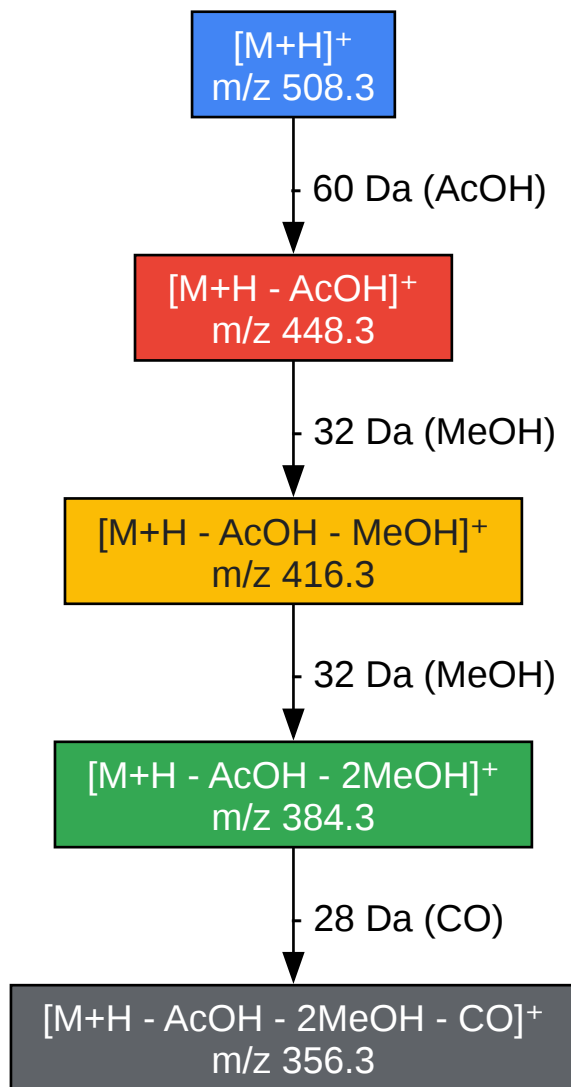 [M+H]⁺
m/z 508.3
- 60 Da (AcOH)
[M+H - AcOH]⁺
m/z 448.3
- 32 Da (MeOH)
[M+H - AcOH - MeOH]⁺
m/z 416.3
- 32 Da (MeOH)
[M+H - AcOH - 2MeOH]⁺
m/z 384.3
- 28 Da (CO)
[M+H - AcOH - 2MeOH - CO]⁺
m/z 356.3